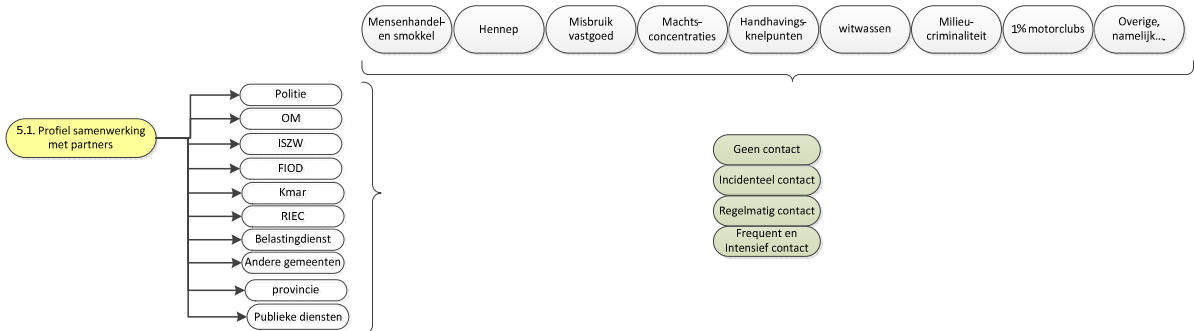 Mensenhandel-
en smokkel
Hennep
Misbruik
vastgoed
Machts-
concentraties
Handhavings-
knelpunten
witwassen
Milieu-
criminaliteit
1% motorclubs
Overige,
namelijk...,
5.1. Profiel samenwerking
met partners
Politie
OM
ISZW
FIOD
Kmar
RIEC
Belastingdienst
Andere gemeenten
provincie
Publieke diensten
Geen contact
Incidenteel contact
Regelmatig contact
Frequent en
Intensief contact